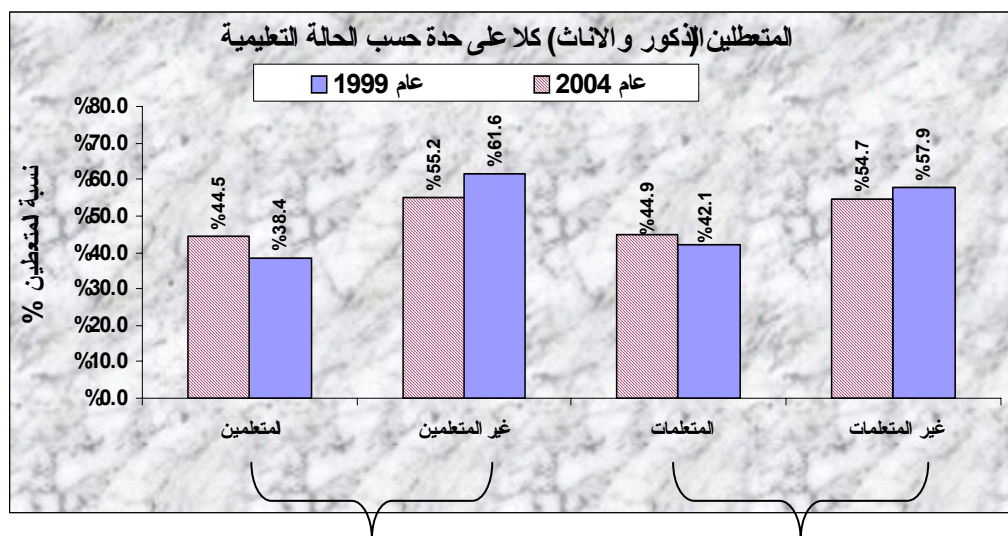 المتعطلين (الذكور والاناث) كلا على حدة حسب الحالة التعليمية
عام 1999
عام 2004
%80.0
%70.0
%60.0
%50.0
%40.0
%30.0
%20.0
%10.0
%0.0
نسبة لمتعطين %
%44.5
%38.4
%55.2
%61.6
%44.9
%42.1
%54.7
%57.9
لمتعلمين
غير المتعلمين
المتعلمات
غير المتعلمات